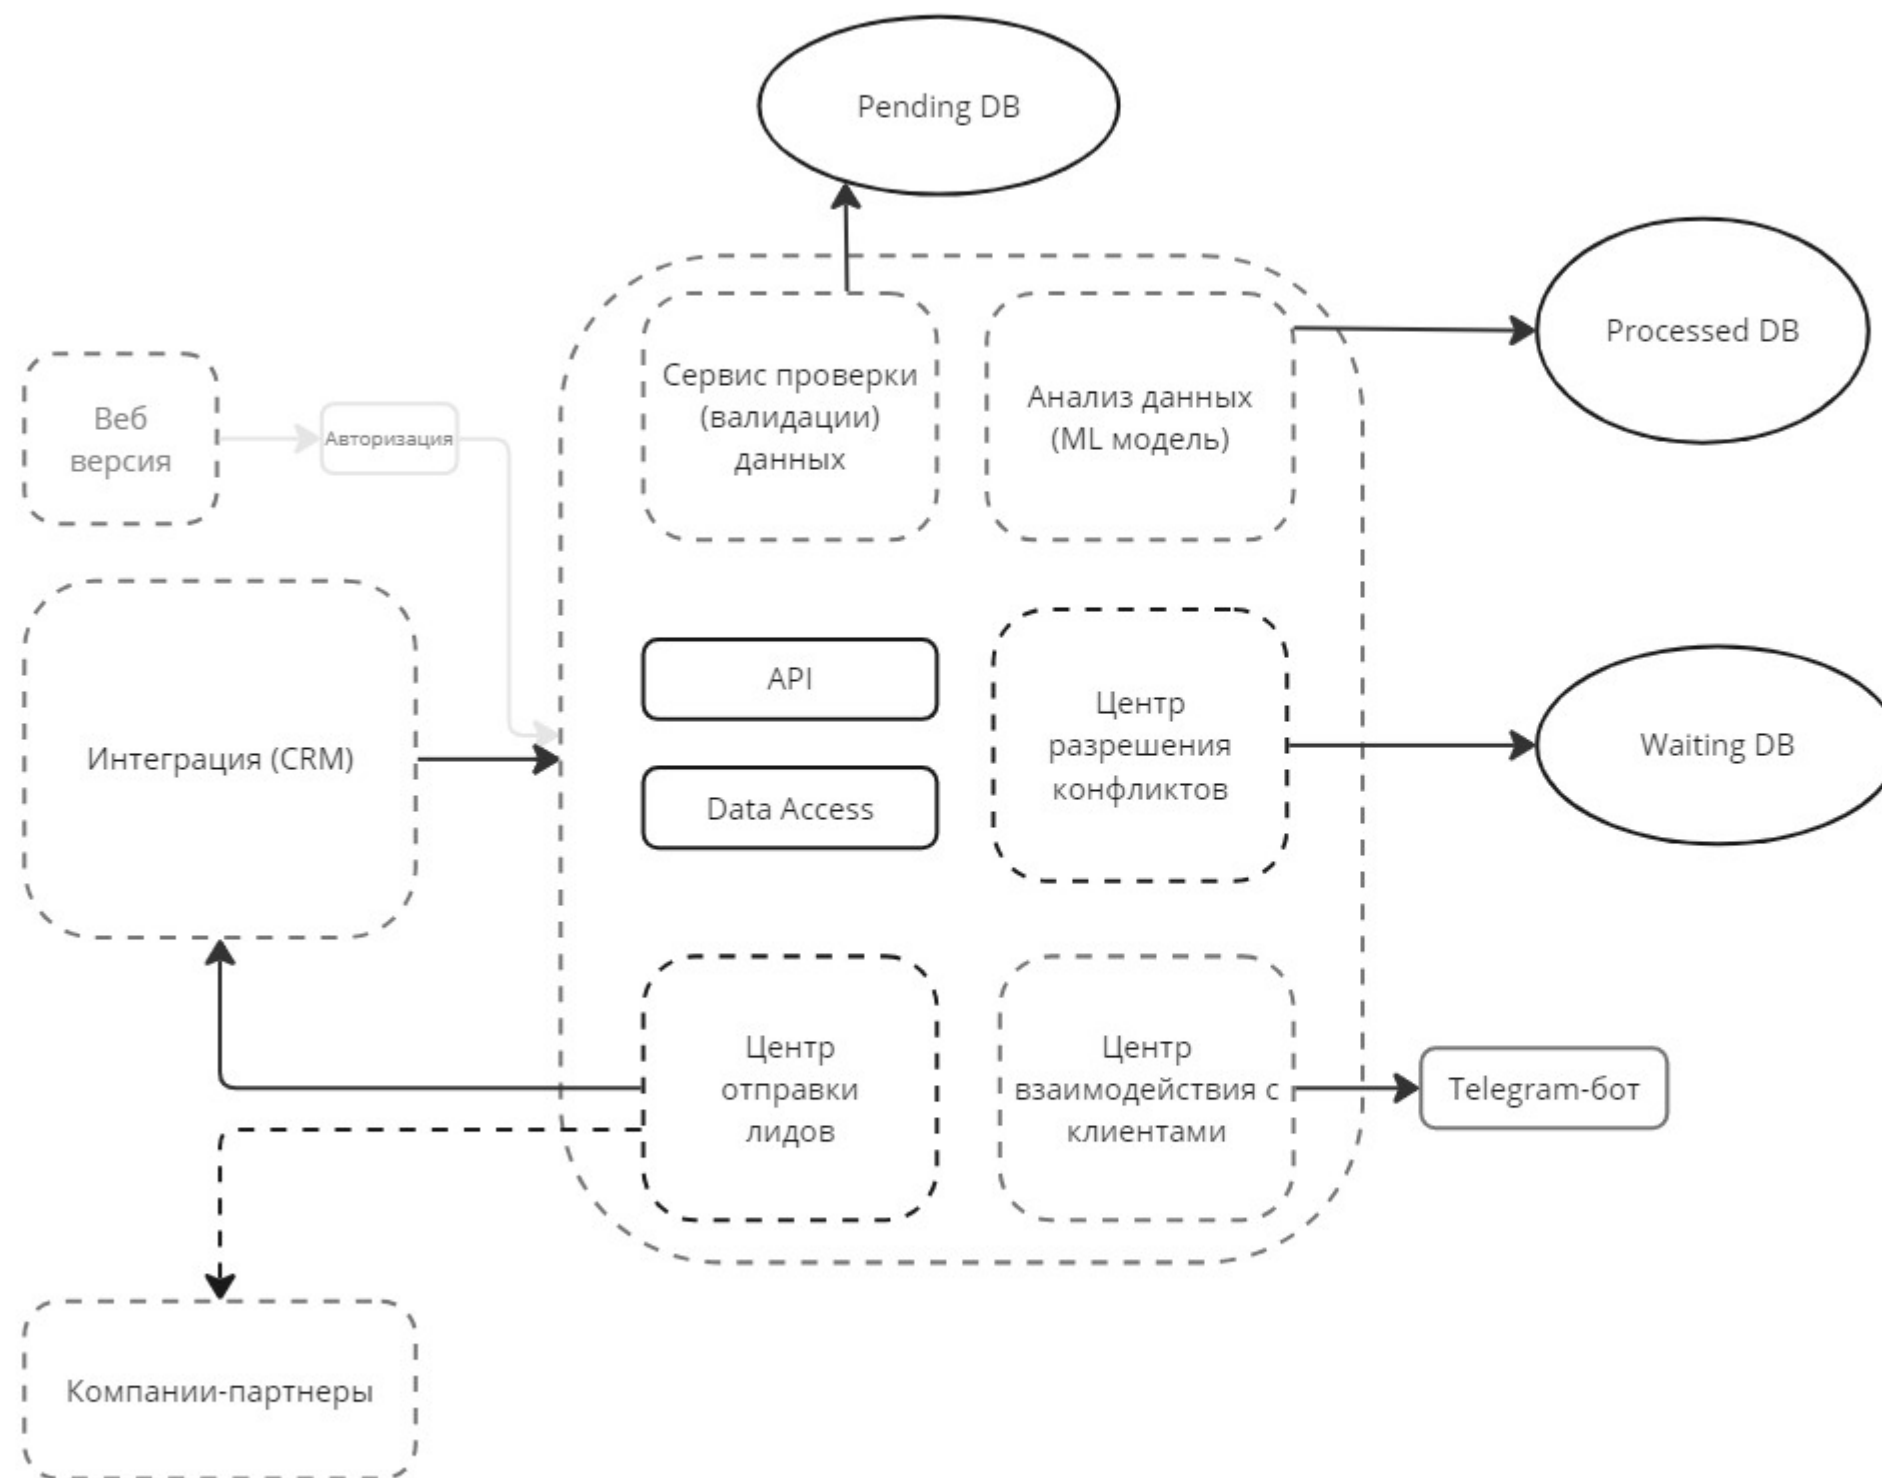 Pending DB
Processed DB
Сервис проверки
(валидации)
данных
Анализ данных
(ML модель)
Веб
версия
Авторизация
API
Центр
разрешения
конфликтов
Waiting DB
Интеграция (CRM)
Data Access
Центр
отправки
лидов
Центр
взаимодействия с
клиентами
Telegram-бот
Компании-партнеры